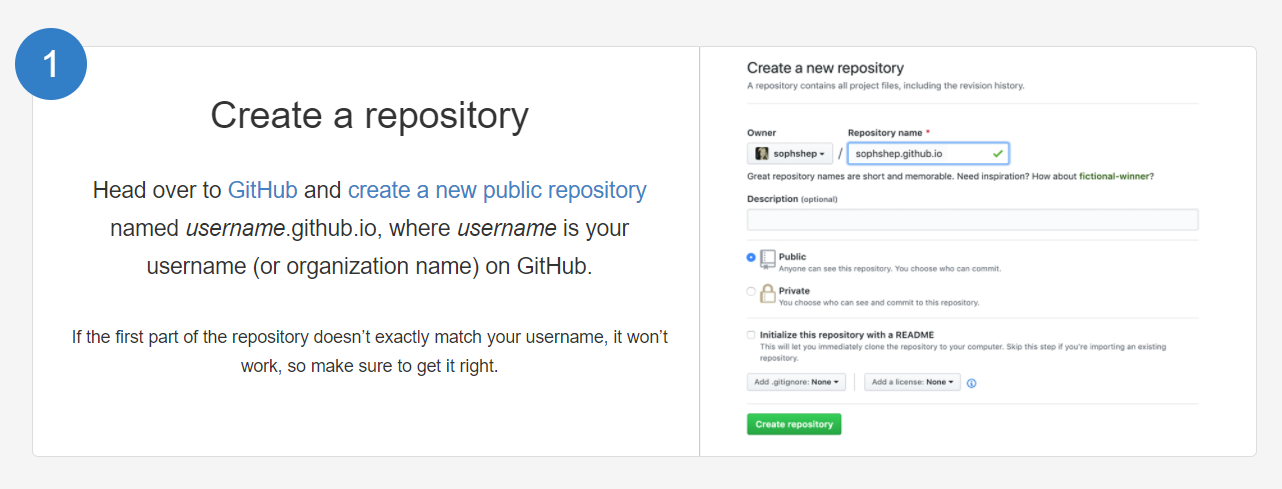 1
Create a repository
Head over to GitHub and create a new public repository
named username.github.io, where username is your
username (or organization name) on GitHub.
If the first part of the repository doesn’t exactly match your username, it won’t
work, so make sure to get it right.
Create a new repository
A repository contains all project files, including the revision history.
Owner
Repository name *
sophshep / sophshep.github.io
Great repository names are short and memorable. Need inspiration? How about fictional-winner?
Description (optional)
Public
Anyone can see this repository. You choose who can commit.
Private
You choose who can see and commit to this repository.
Initialize this repository with a README
This will let you immediately clone the repository to your computer. Skip this step if you're importing an existing
repository.
Add .gitignore: None
Add a license: None
Create repository